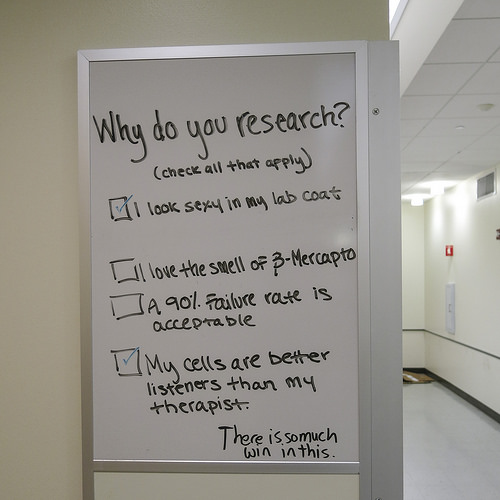 Why do you research?
(check all that apply)
I look sexy in my lab coat
I love the smell of β-Mercapto
A 90% Failure rate is
acceptable
My cells are better
listeners than my
therapist.
There is so much
win in this.